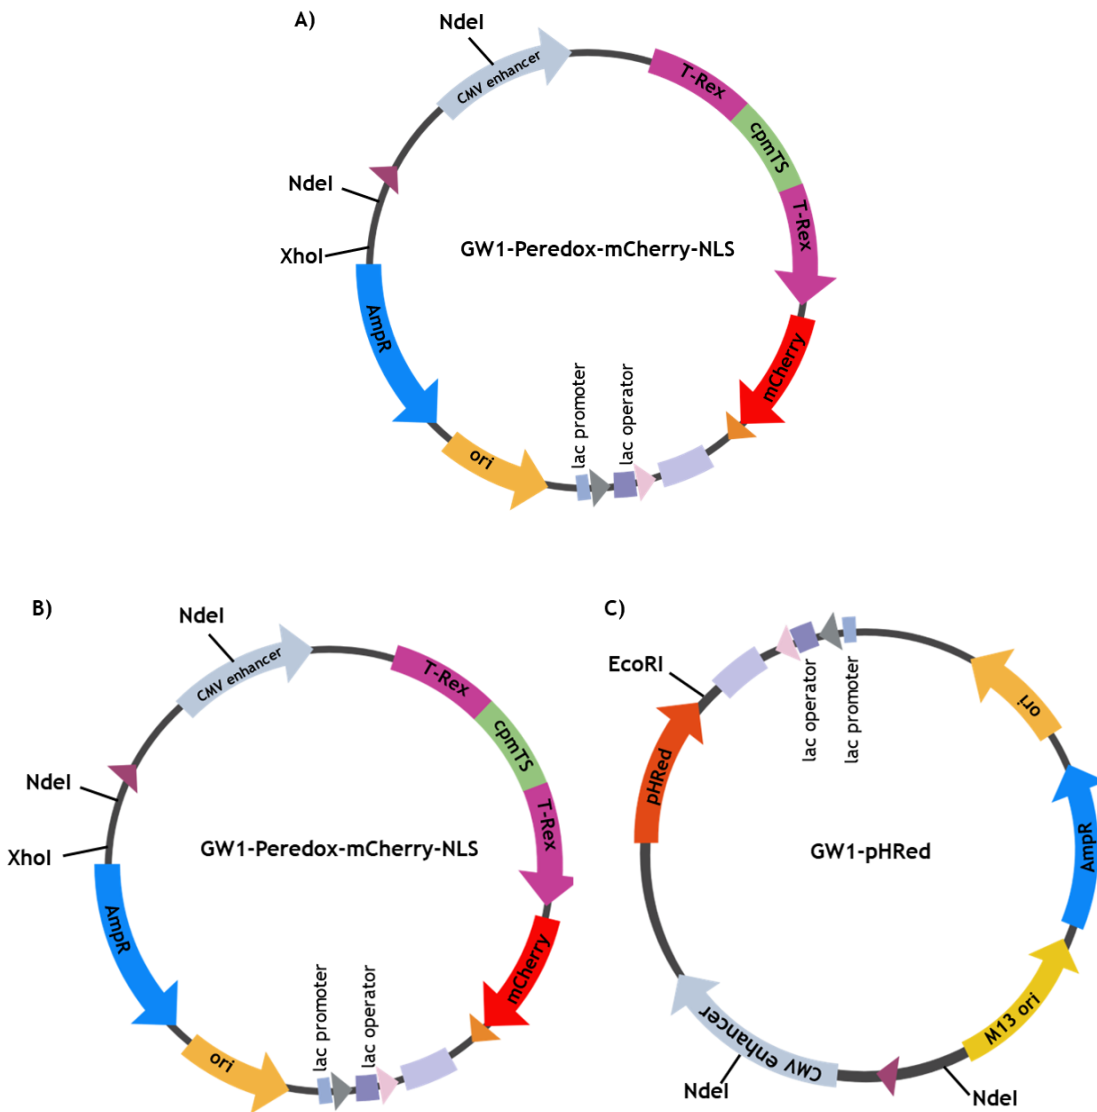 A)
NdeI
CMV enhancer
T-Rex
cpmTS
NdeI
T-Rex
XhoI
GW1-Peredox-mCherry-NLS
AmpR
mCherry
lac promoter
lac operator
ori
B)
C)
NdeI
CMV enhancer
T-Rex
cpmTS
NdeI
T-Rex
XhoI
GW1-Peredox-mCherry-NLS
AmpR
mCherry
lac promoter
lac operator
ori
EcoRI
lac operator
lac promoter
ori
pHRed
GW1-pHRed
AmpR
M13 ori
CMV enhancer
NdeI
NdeI